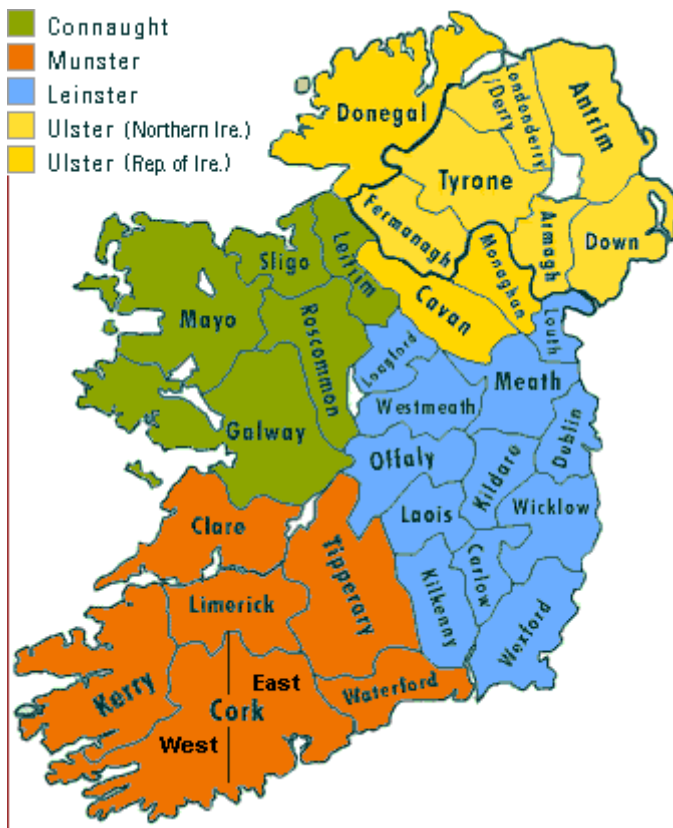 Connaught
Munster
Leinster
Ulster (Northern Ire.)
Ulster (Rep. of Ire.)
Donegal
Londonderry
/Derry
Antrim
Tyrone
Fermanagh
Armagh
Down
Monaghan
Cavan
Sligo
Leitrim
Mayo
Roscommon
Galway
Longford
Louth
Meath
Westmeath
Dublin
Offaly
Kildare
Laois
Wicklow
Carlow
Kilkenny
Wexford
Clare
Tipperary
Limerick
Kerry
East
Cork
West
Waterford